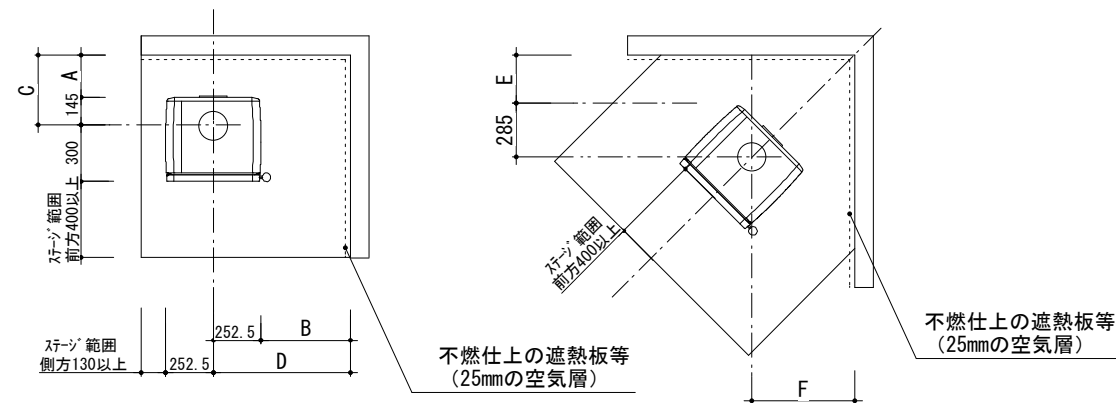 C
A
145
300
ステージ範囲
前方400以上
252.5
B
ステージ範囲
側方130以上
252.5
D
不燃仕上の遮熱板等
（25mmの空気層）
E
285
ステージ範囲
前方400以上
F
不燃仕上の遮熱板等
（25mmの空気層）